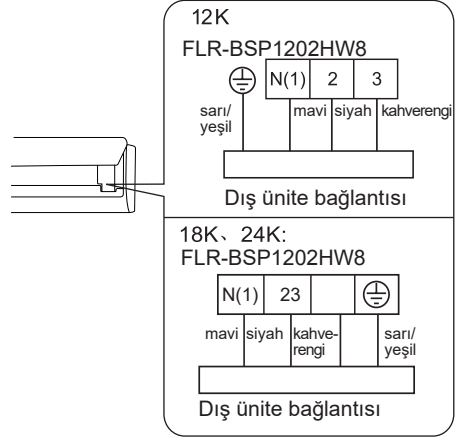 12K
FLR-BSP1202HW8
N(1) 2 3
sarı/ yeşil mavi siyah kahverengi
Dış ünite bağlantısı
18K、24K:
FLR-BSP1202HW8
N(1) 23
mavi siyah kahve- rengi sarı/ yeşil
Dış ünite bağlantısı